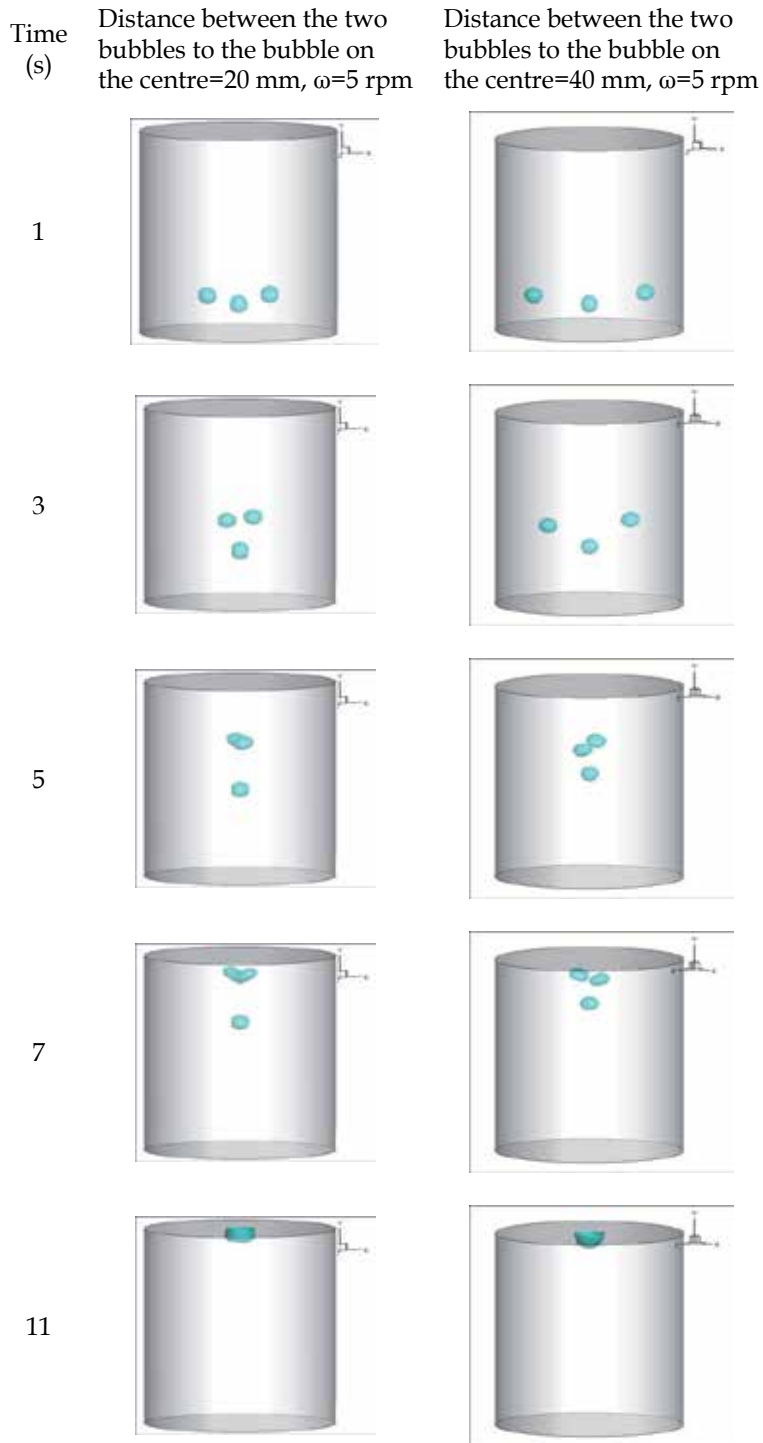 Time
(s)
Distance between the two
bubbles to the bubble on
the centre=20 mm, ω=5 rpm
Distance between the two
bubbles to the bubble on
the centre=40 mm, ω=5 rpm
1
3
5
7
11